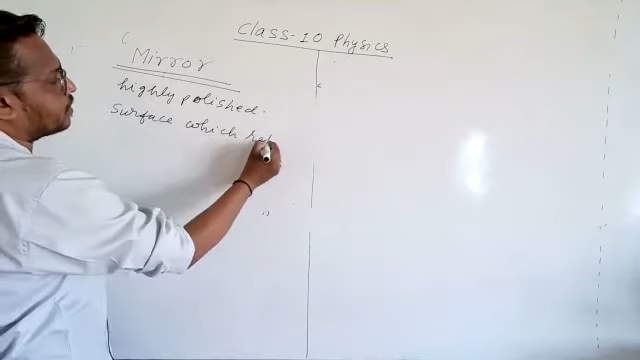 Class-10 Physics
Mirror
highly polished.
Surface which